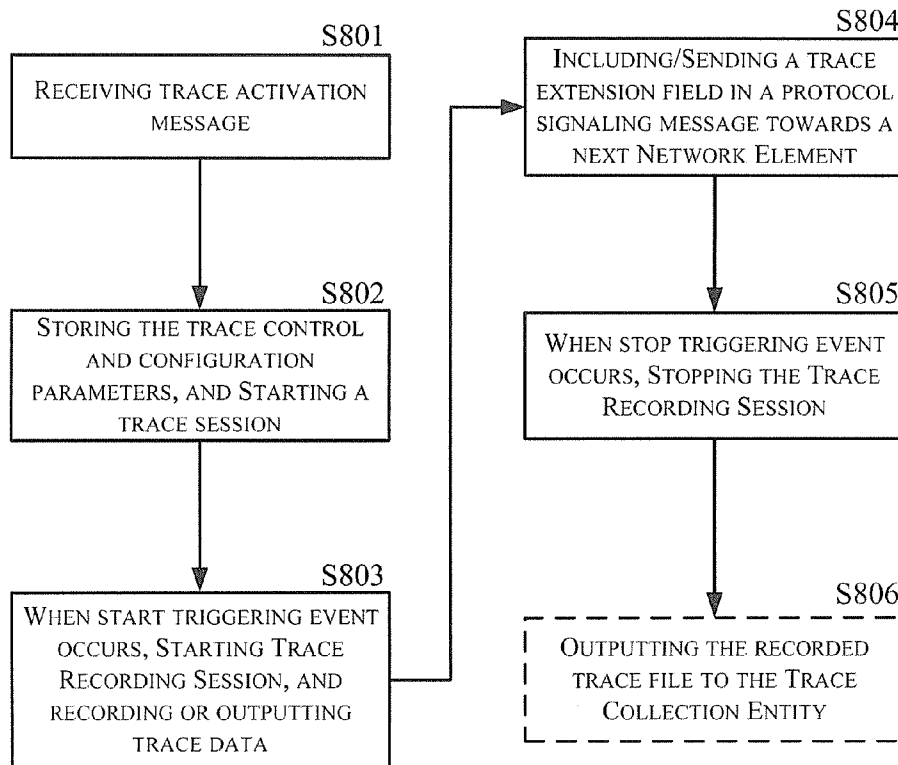 S801
RECEIVING TRACE ACTIVATION
MESSAGE
S802
STORING THE TRACE CONTROL
AND CONFIGURATION
PARAMETERS, AND STARTING A
TRACE SESSION
S803
WHEN START TRIGGERING EVENT
OCCURS, STARTING TRACE
RECORDING SESSION, AND
RECORDING OR OUTPUTTING
TRACE DATA
S804
INCLUDING/SENDING A TRACE
EXTENSION FIELD IN A PROTOCOL
SIGNALING MESSAGE TOWARDS A
NEXT NETWORK ELEMENT
S805
WHEN STOP TRIGGERING EVENT
OCCURS, STOPPING THE TRACE
RECORDING SESSION
S806
OUTPUTTING THE RECORDED
TRACE FILE TO THE TRACE
COLLECTION ENTITY